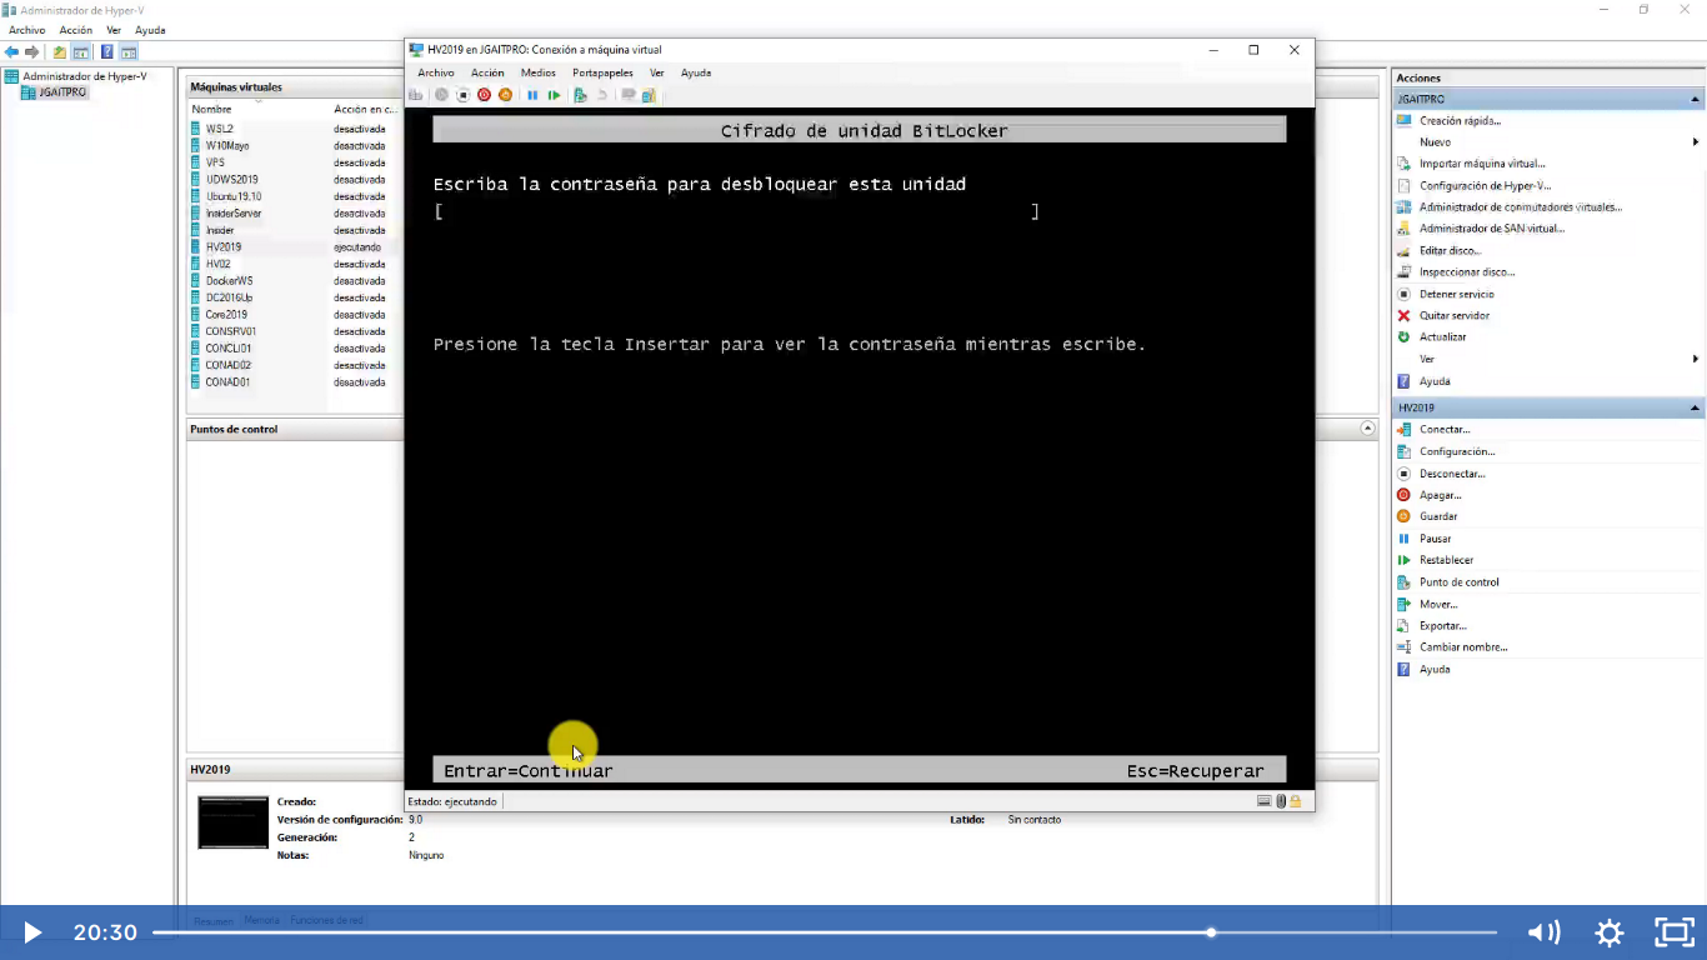 Administrador de Hyper-V
Archivo Acción Ver Ayuda
Administrador de Hyper-V
JGAITPRO
Máquinas virtuales
Nombre Acción en c...
WSL2 desactivada
W10Mayo desactivada
VPS desactivada
UDWS2019 desactivada
Ubuntu19.10 desactivada
InsiderServer desactivada
Insider desactivada
HV2019 ejecutando
HV02 desactivada
DockerWS desactivada
DC2016Up desactivada
Core2019 desactivada
CONSRV01 desactivada
CONCLI01 desactivada
CONAD02 desactivada
CONAD01 desactivada
Puntos de control
HV2019
Creado:
Versión de configuración: 9.0
Generación: 2
Notas: Ninguno
Latido: Sin contacto
Resumen Memoria Funciones de red
HV2019 en JGAITPRO: Conexión a máquina virtual
Archivo Acción Medios Portapapeles Ver Ayuda
Cifrado de unidad BitLocker
Escriba la contraseña para desbloquear esta unidad
[ ]
Presione la tecla Insertar para ver la contraseña mientras escribe.
Entrar=Continuar Esc=Recuperar
Estado: ejecutando
Acciones
JGAITPRO
Creación rápida...
Nuevo
Importar máquina virtual...
Configuración de Hyper-V...
Administrador de conmutadores virtuales...
Administrador de SAN virtual...
Editar disco...
Inspeccionar disco...
Detener servicio
Quitar servidor
Actualizar
Ver
Ayuda
HV2019
Conectar...
Configuración...
Desconectar...
Apagar...
Guardar
Pausar
Restablecer
Punto de control
Mover...
Exportar...
Cambiar nombre...
Ayuda
20:30